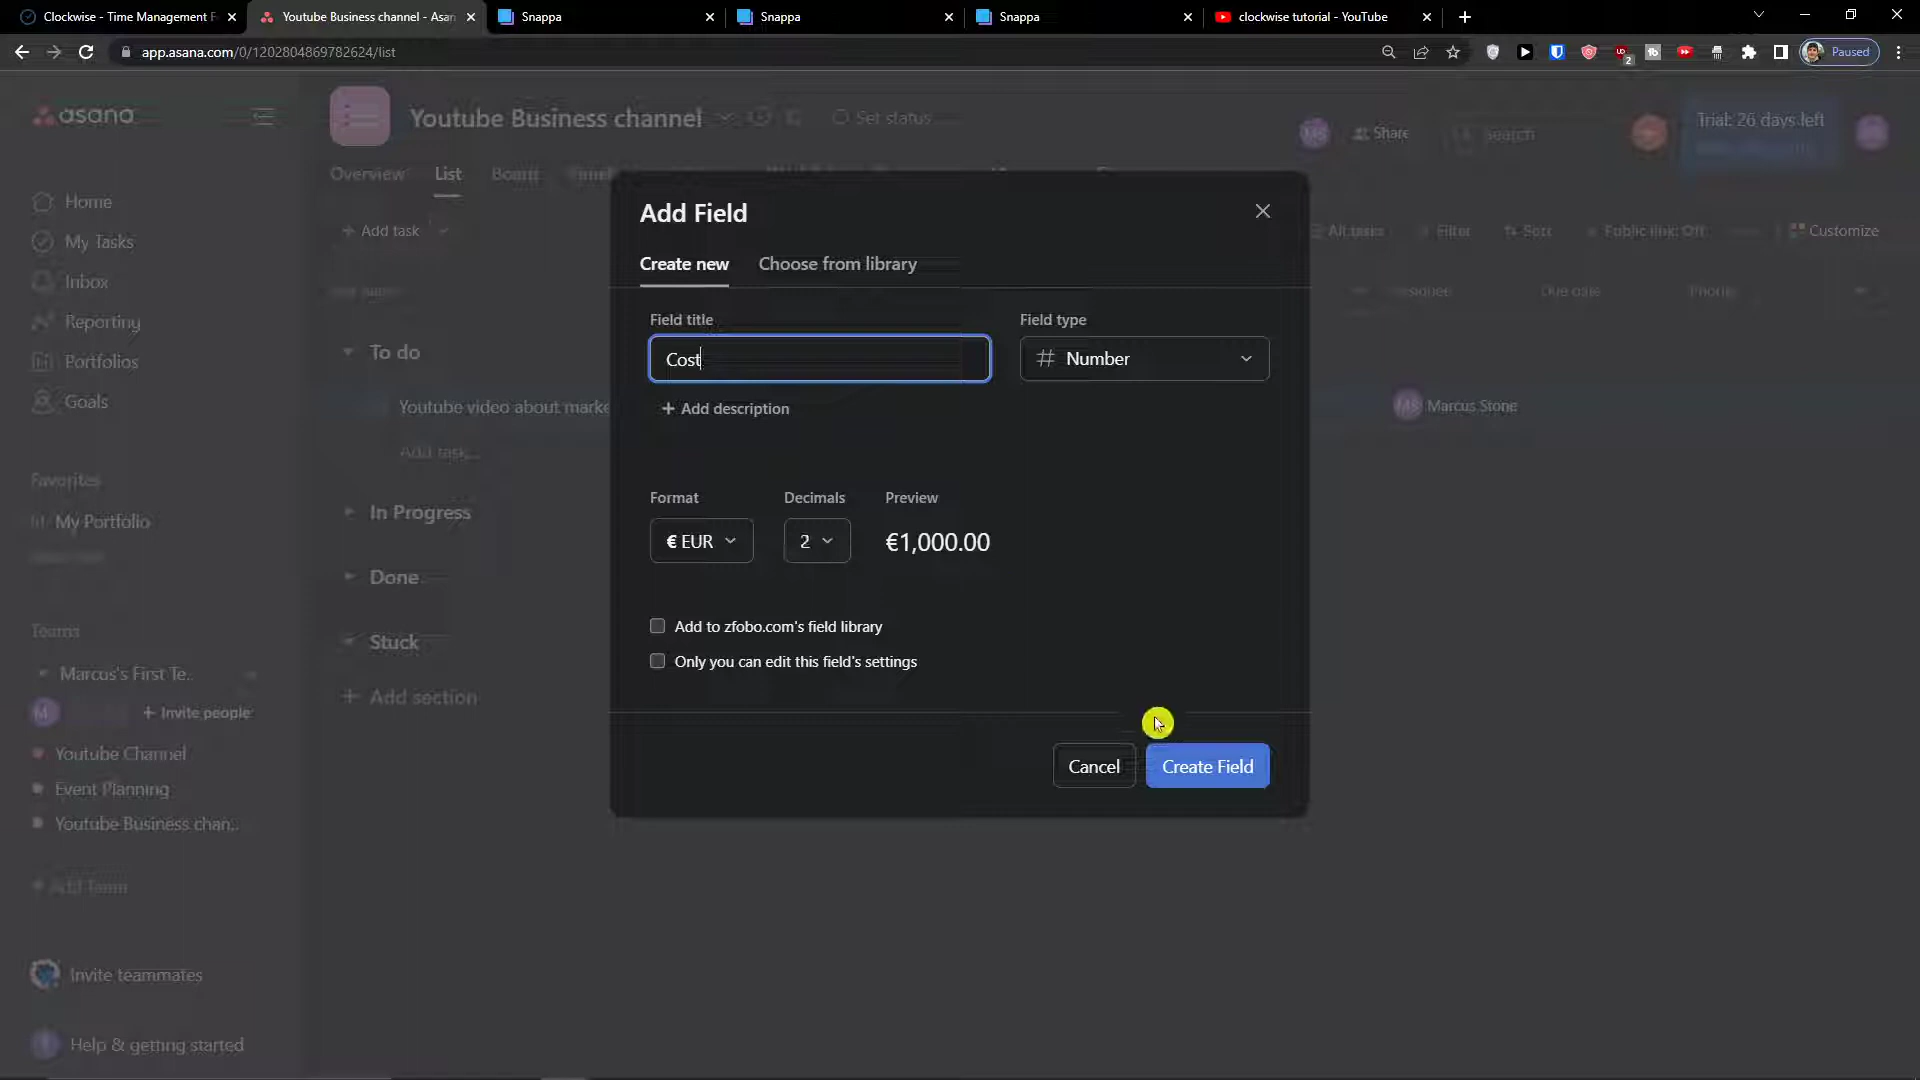 Clockwise - Time Management F
Youtube Business channel - Asan
Snappa
Snappa
Snappa
clockwise tutorial - YouTube
app.asana.com/0/1202804869782624/list
2
Paused
asana
Youtube Business channel
Set status
MS
Share
Search
Trial: 26 days left
Overview
List
Board
Home
My Tasks
Inbox
Reporting
Portfolios
Goals
Favorites
My Portfolio
Teams
Marcus's First Te..
Invite people
Youtube Channel
Event Planning
Youtube Business chan..
Add Team
Invite teammates
Help & getting started
+ Add task
All tasks
Filter
Sort
Public link: Off
Customize
Assignee
Due date
To do
Youtube video about marke
MS Marcus Stone
Add task...
In Progress
Done
Stuck
+ Add section
Add Field
Create new
Choose from library
Field title
Field type
Cost
# Number
+ Add description
Format
Decimals
Preview
€ EUR
2
€1,000.00
Add to zfobo.com's field library
Only you can edit this field's settings
Cancel
Create Field